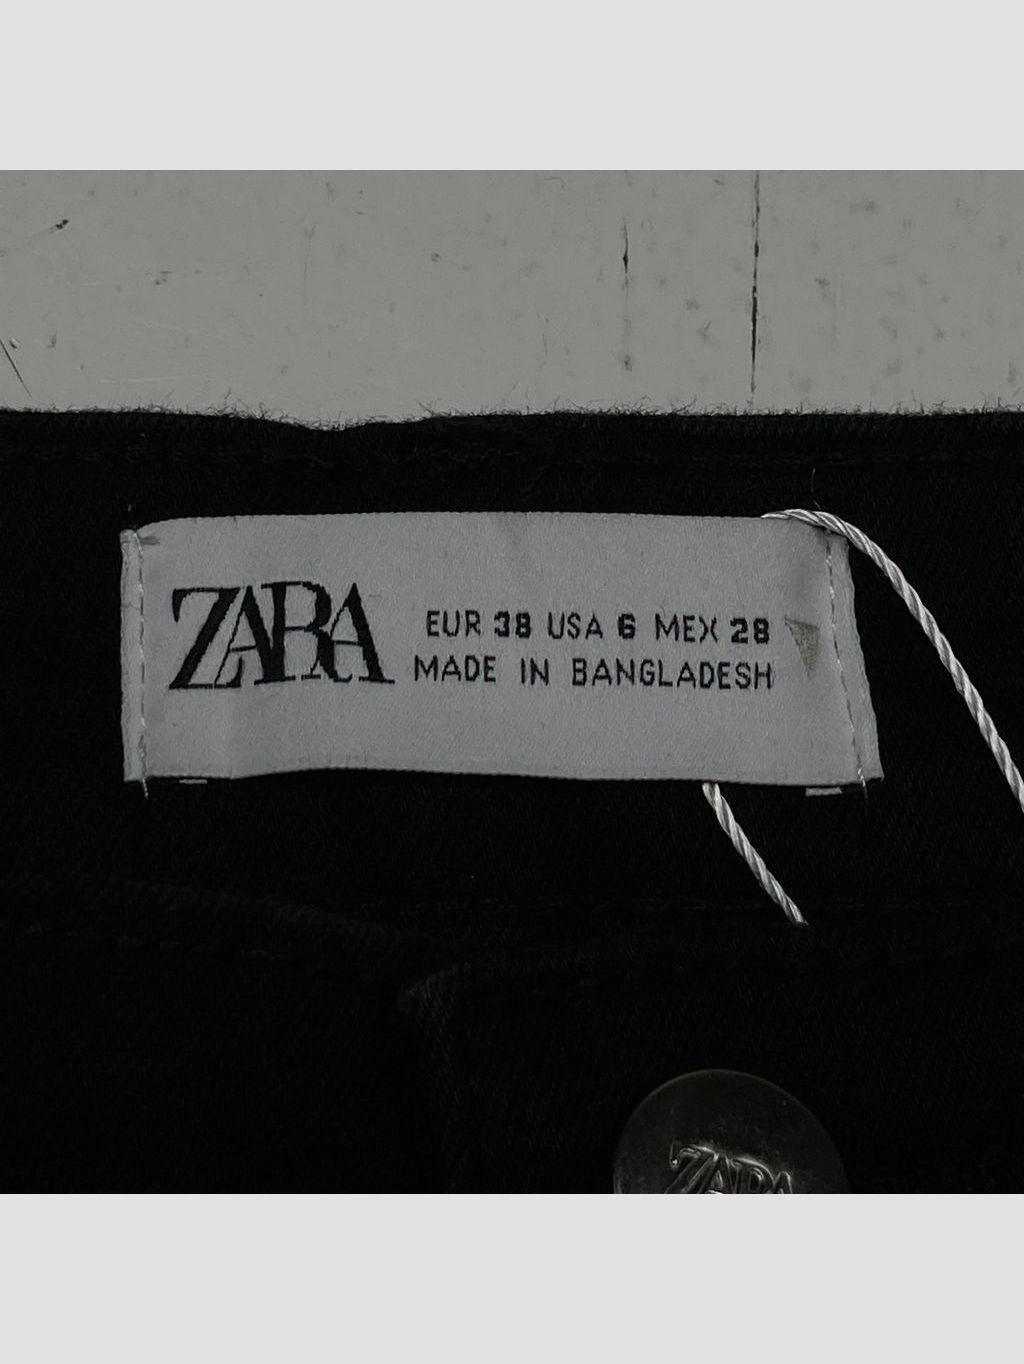 ZARA
EUR 38 USA 6 MEX 28
MADE IN BANGLADESH
ZARA